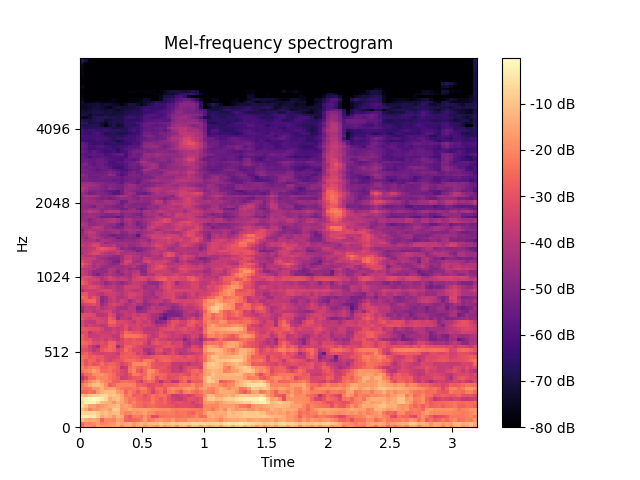 Mel-frequency spectrogram
Hz
4096
2048
1024
512
0
0 0.5 1 1.5 2 2.5 3
Time
-10 dB
-20 dB
-30 dB
-40 dB
-50 dB
-60 dB
-70 dB
-80 dB